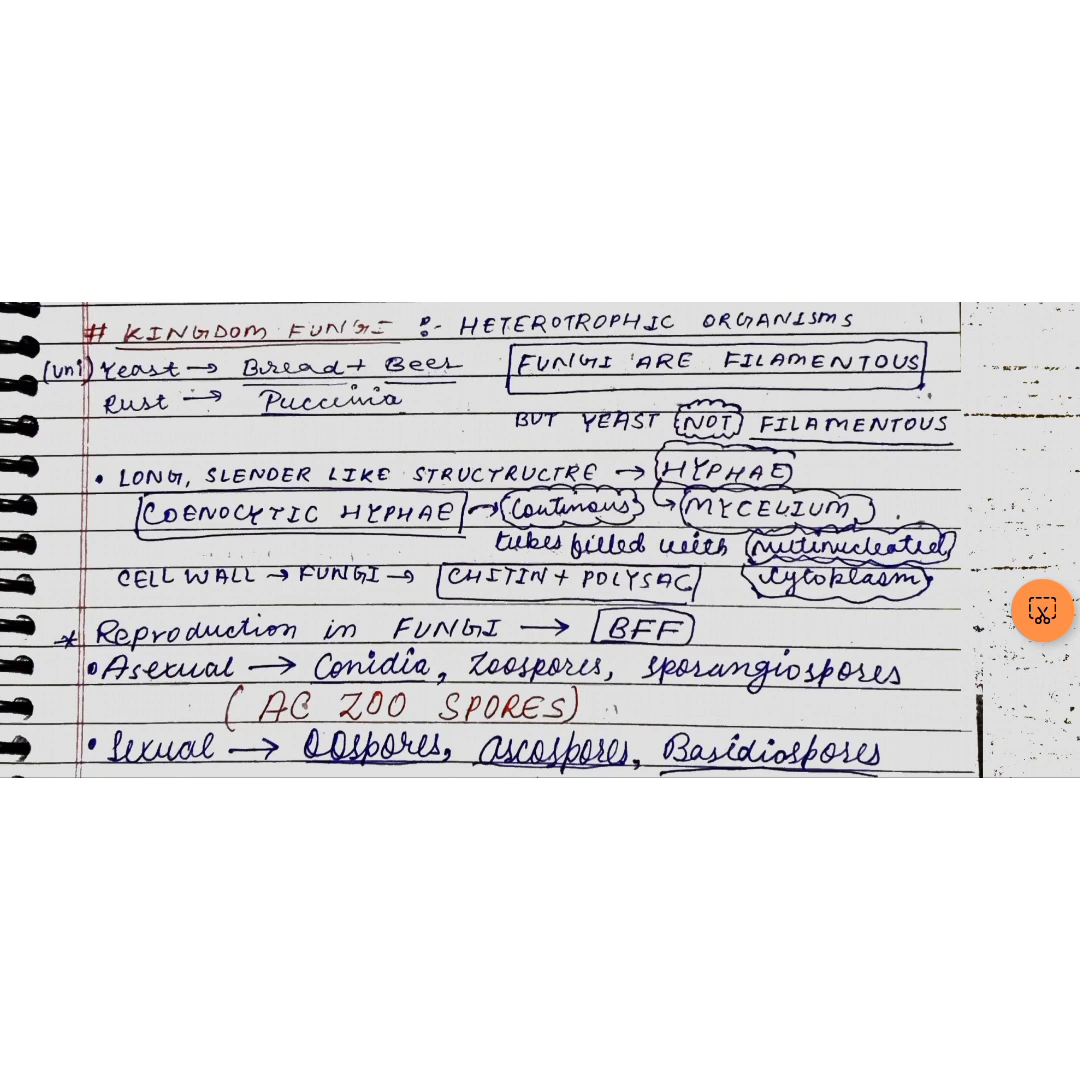 # KINGDOM FUNGI :- HETEROTROPHIC ORGANISMS
(uni) Yeast → Bread + Beer FUNGI ARE FILAMENTOUS
Rust → Puccinia
BUT YEAST NOT FILAMENTOUS
• LONG, SLENDER LIKE STRUCTRUCTRE → HYPHAE
COENOCYTIC HYPHAE → Continous → MYCELIUM
tubes filled with multinucleated
CELL WALL → FUNGI → CHITIN + POLYSAC cytoplasm
* Reproduction in FUNGI → BFF
• Asexual → Conidia, Zoospores, sporangiospores
(AC ZOO SPORES)
• Sexual → Oospores, ascospores, Basidiospores